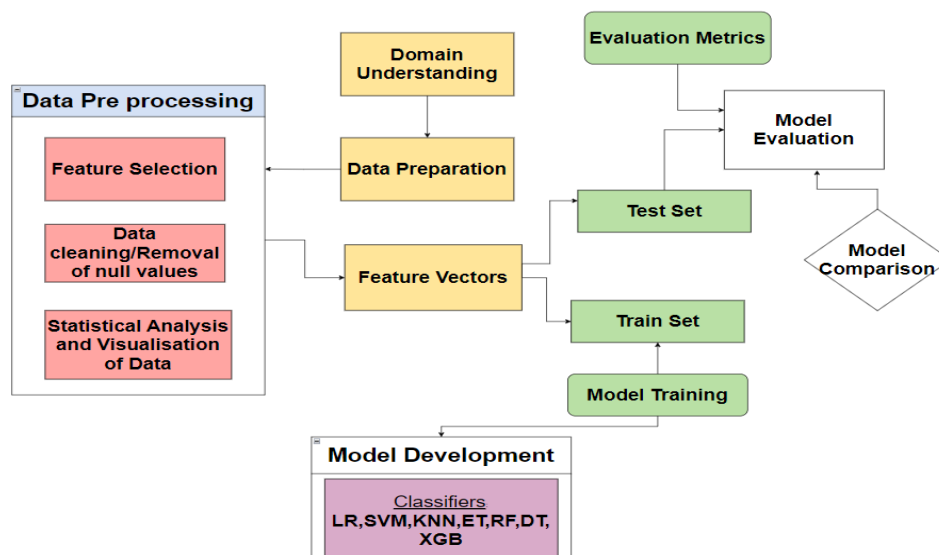 Evaluation Metrics
Domain
Understanding
Data Pre processing
Model
Evaluation
Feature Selection
Data Preparation
Test Set
Data
cleaning/Removal
of null values
Feature Vectors
Model
Comparison
Statistical Analysis
and Visualisation
of Data
Train Set
Model Training
Model Development
Classifiers
LR,SVM,KNN,ET,RF,DT,
XGB